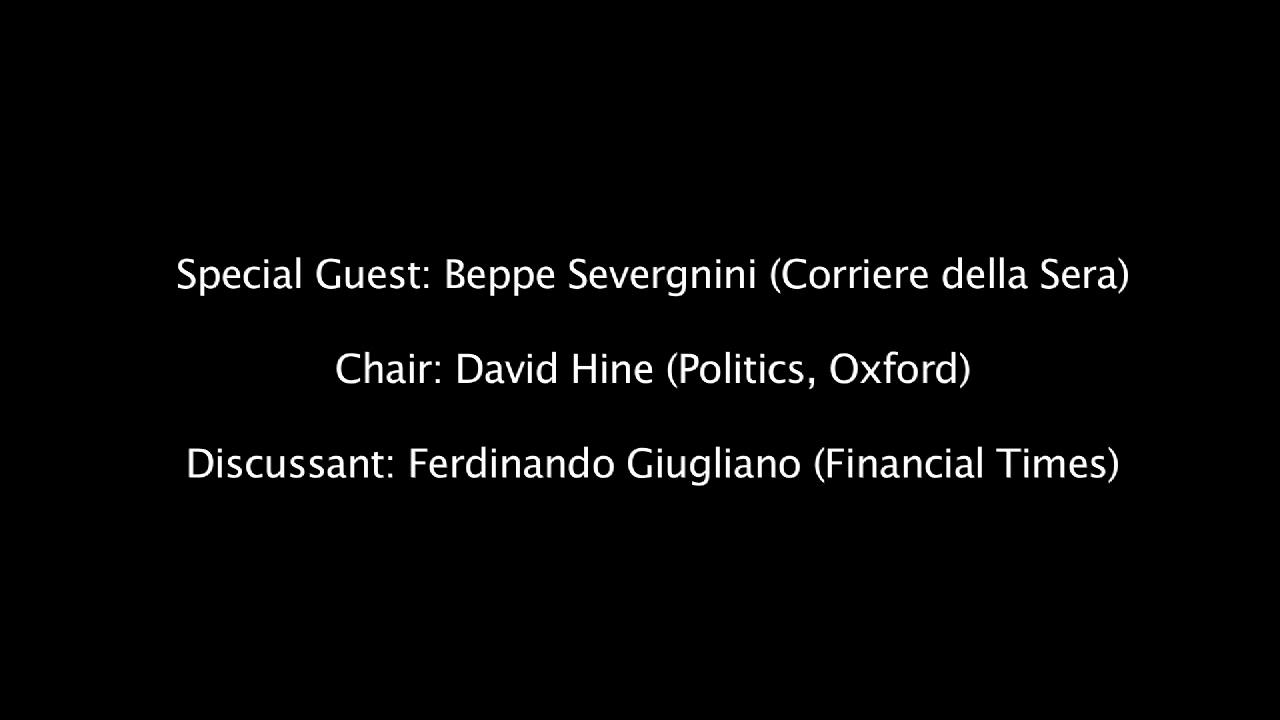 Special Guest: Beppe Severgnini (Corriere della Sera)
Chair: David Hine (Politics, Oxford)
Discussant: Ferdinando Giugliano (Financial Times)